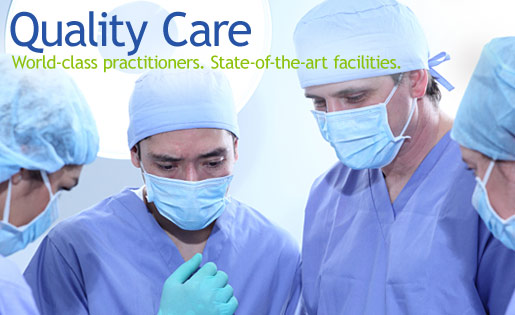 Quality Care
World-class practitioners. State-of-the-art facilities.